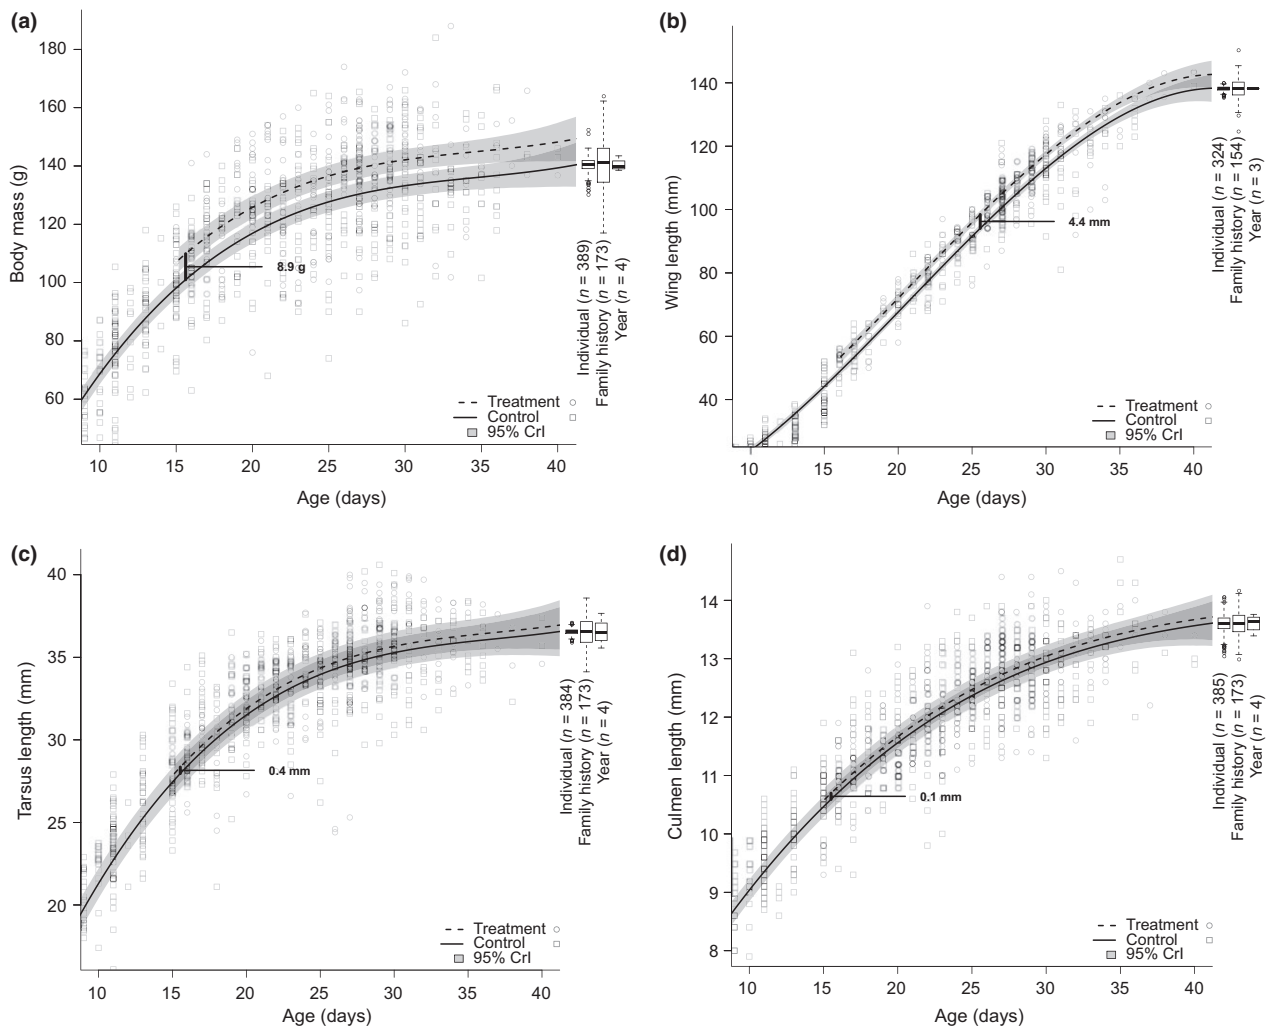 (a)
180
160
140
120
100
80
60
Body mass (g)
8.9 g
Individual (n = 389)
Family history (n = 173)
Year (n = 4)
Treatment
Control
95% CrI
10 15 20 25 30 35 40
Age (days)
(b)
140
120
100
80
60
40
Wing length (mm)
4.4 mm
Individual (n = 324)
Family history (n = 154)
Year (n = 3)
Treatment
Control
95% CrI
10 15 20 25 30 35 40
Age (days)
(c)
40
35
30
25
20
Tarsus length (mm)
0.4 mm
Individual (n = 384)
Family history (n = 173)
Year (n = 4)
Treatment
Control
95% CrI
10 15 20 25 30 35 40
Age (days)
(d)
14
13
12
11
10
9
8
Culmen length (mm)
0.1 mm
Individual (n = 385)
Family history (n = 173)
Year (n = 4)
Treatment
Control
95% CrI
10 15 20 25 30 35 40
Age (days)